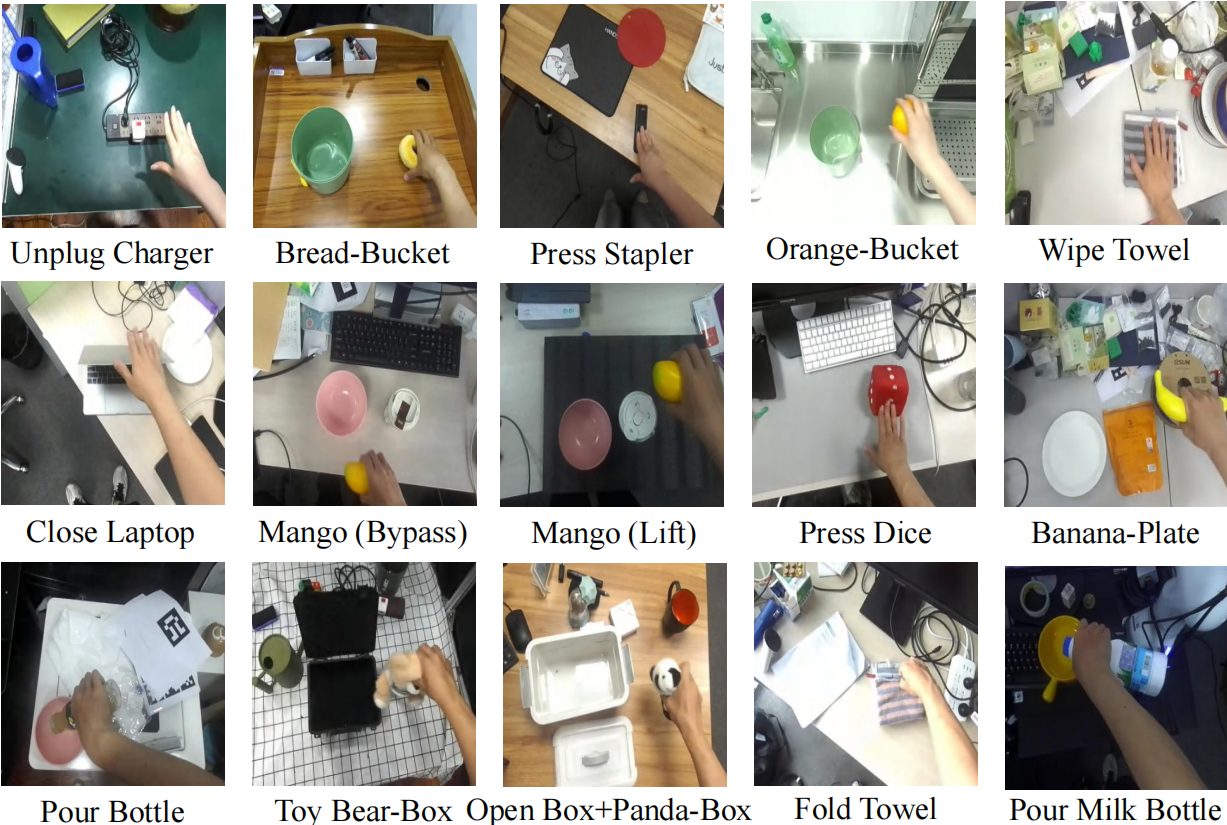 Unplug Charger
Bread-Bucket
Press Stapler
Orange-Bucket
Wipe Towel
Close Laptop
Mango (Bypass)
Mango (Lift)
Press Dice
Banana-Plate
Pour Bottle
Toy Bear-Box
Open Box+Panda-Box
Fold Towel
Pour Milk Bottle